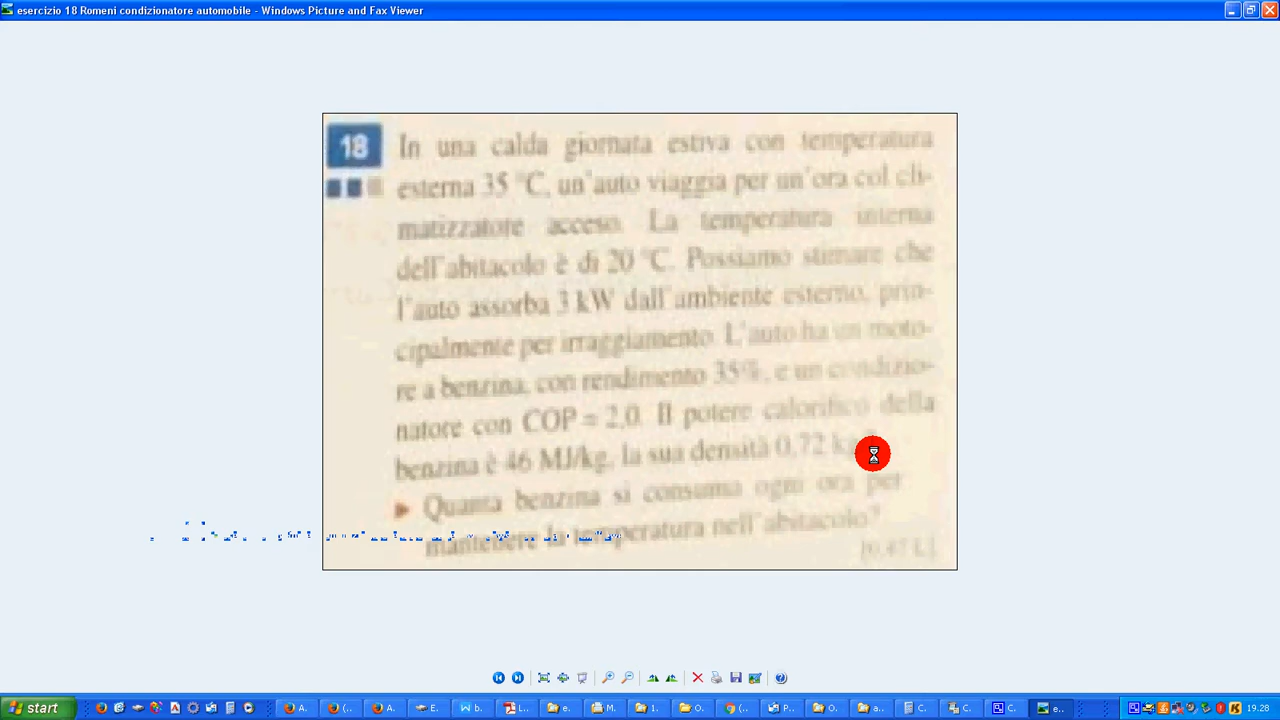 esercizio 18 Romeni condizionatore automobile - Windows Picture and Fax Viewer
18 In una calda giornata estiva con temperatura
esterna 35 °C, un'auto viaggia per un'ora col cli-
matizzatore acceso. La temperatura interna
dell'abitacolo è di 20 °C. Possiamo stimare che
l'auto assorba 3 kW dall'ambiente esterno, prin-
cipalmente per irraggiamento. L'auto ha un moto-
re a benzina, con rendimento 35%, e un condizio-
natore con COP = 2,0. Il potere calorifico della
benzina è 46 MJ/kg, la sua densità 0,72
Quanta benzina si consuma ogni ora per
mantenere la temperatura nell'abitacolo?
[0,47 L]
start
A.
(..
A.
E.
b.
L...
e.
M..
1.
O.
(..
P..
O.
a..
C.
C.
C.
e..
19.28